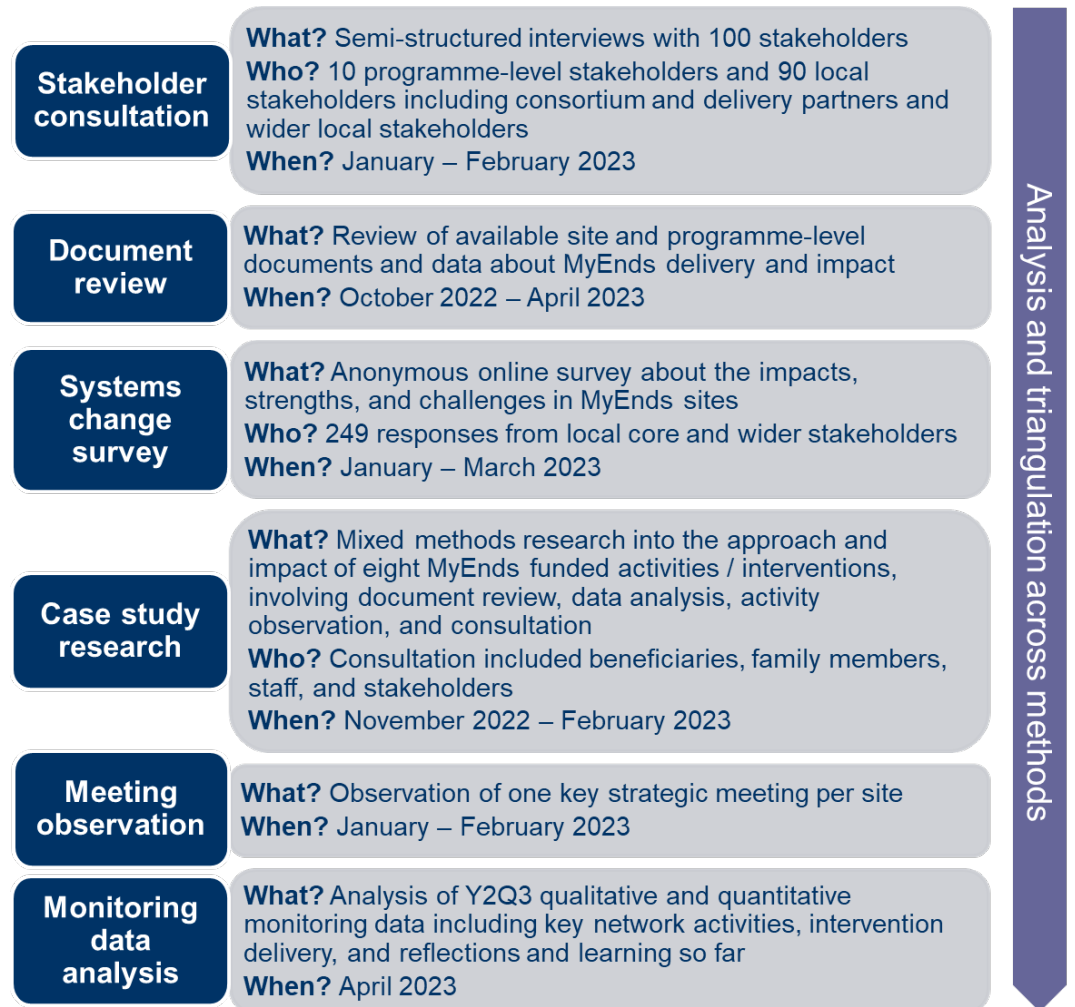 Stakeholder
consultation
What? Semi-structured interviews with 100 stakeholders
Who? 10 programme-level stakeholders and 90 local
stakeholders including consortium and delivery partners and
wider local stakeholders
When? January – February 2023
Document
review
What? Review of available site and programme-level
documents and data about MyEnds delivery and impact
When? October 2022 – April 2023
Systems
change
survey
What? Anonymous online survey about the impacts,
strengths, and challenges in MyEnds sites
Who? 249 responses from local core and wider stakeholders
When? January – March 2023
Case study
research
What? Mixed methods research into the approach and
impact of eight MyEnds funded activities / interventions,
involving document review, data analysis, activity
observation, and consultation
Who? Consultation included beneficiaries, family members,
staff, and stakeholders
When? November 2022 – February 2023
Meeting
observation
What? Observation of one key strategic meeting per site
When? January – February 2023
Monitoring
data
analysis
What? Analysis of Y2Q3 qualitative and quantitative
monitoring data including key network activities, intervention
delivery, and reflections and learning so far
When? April 2023
Analysis and triangulation across methods